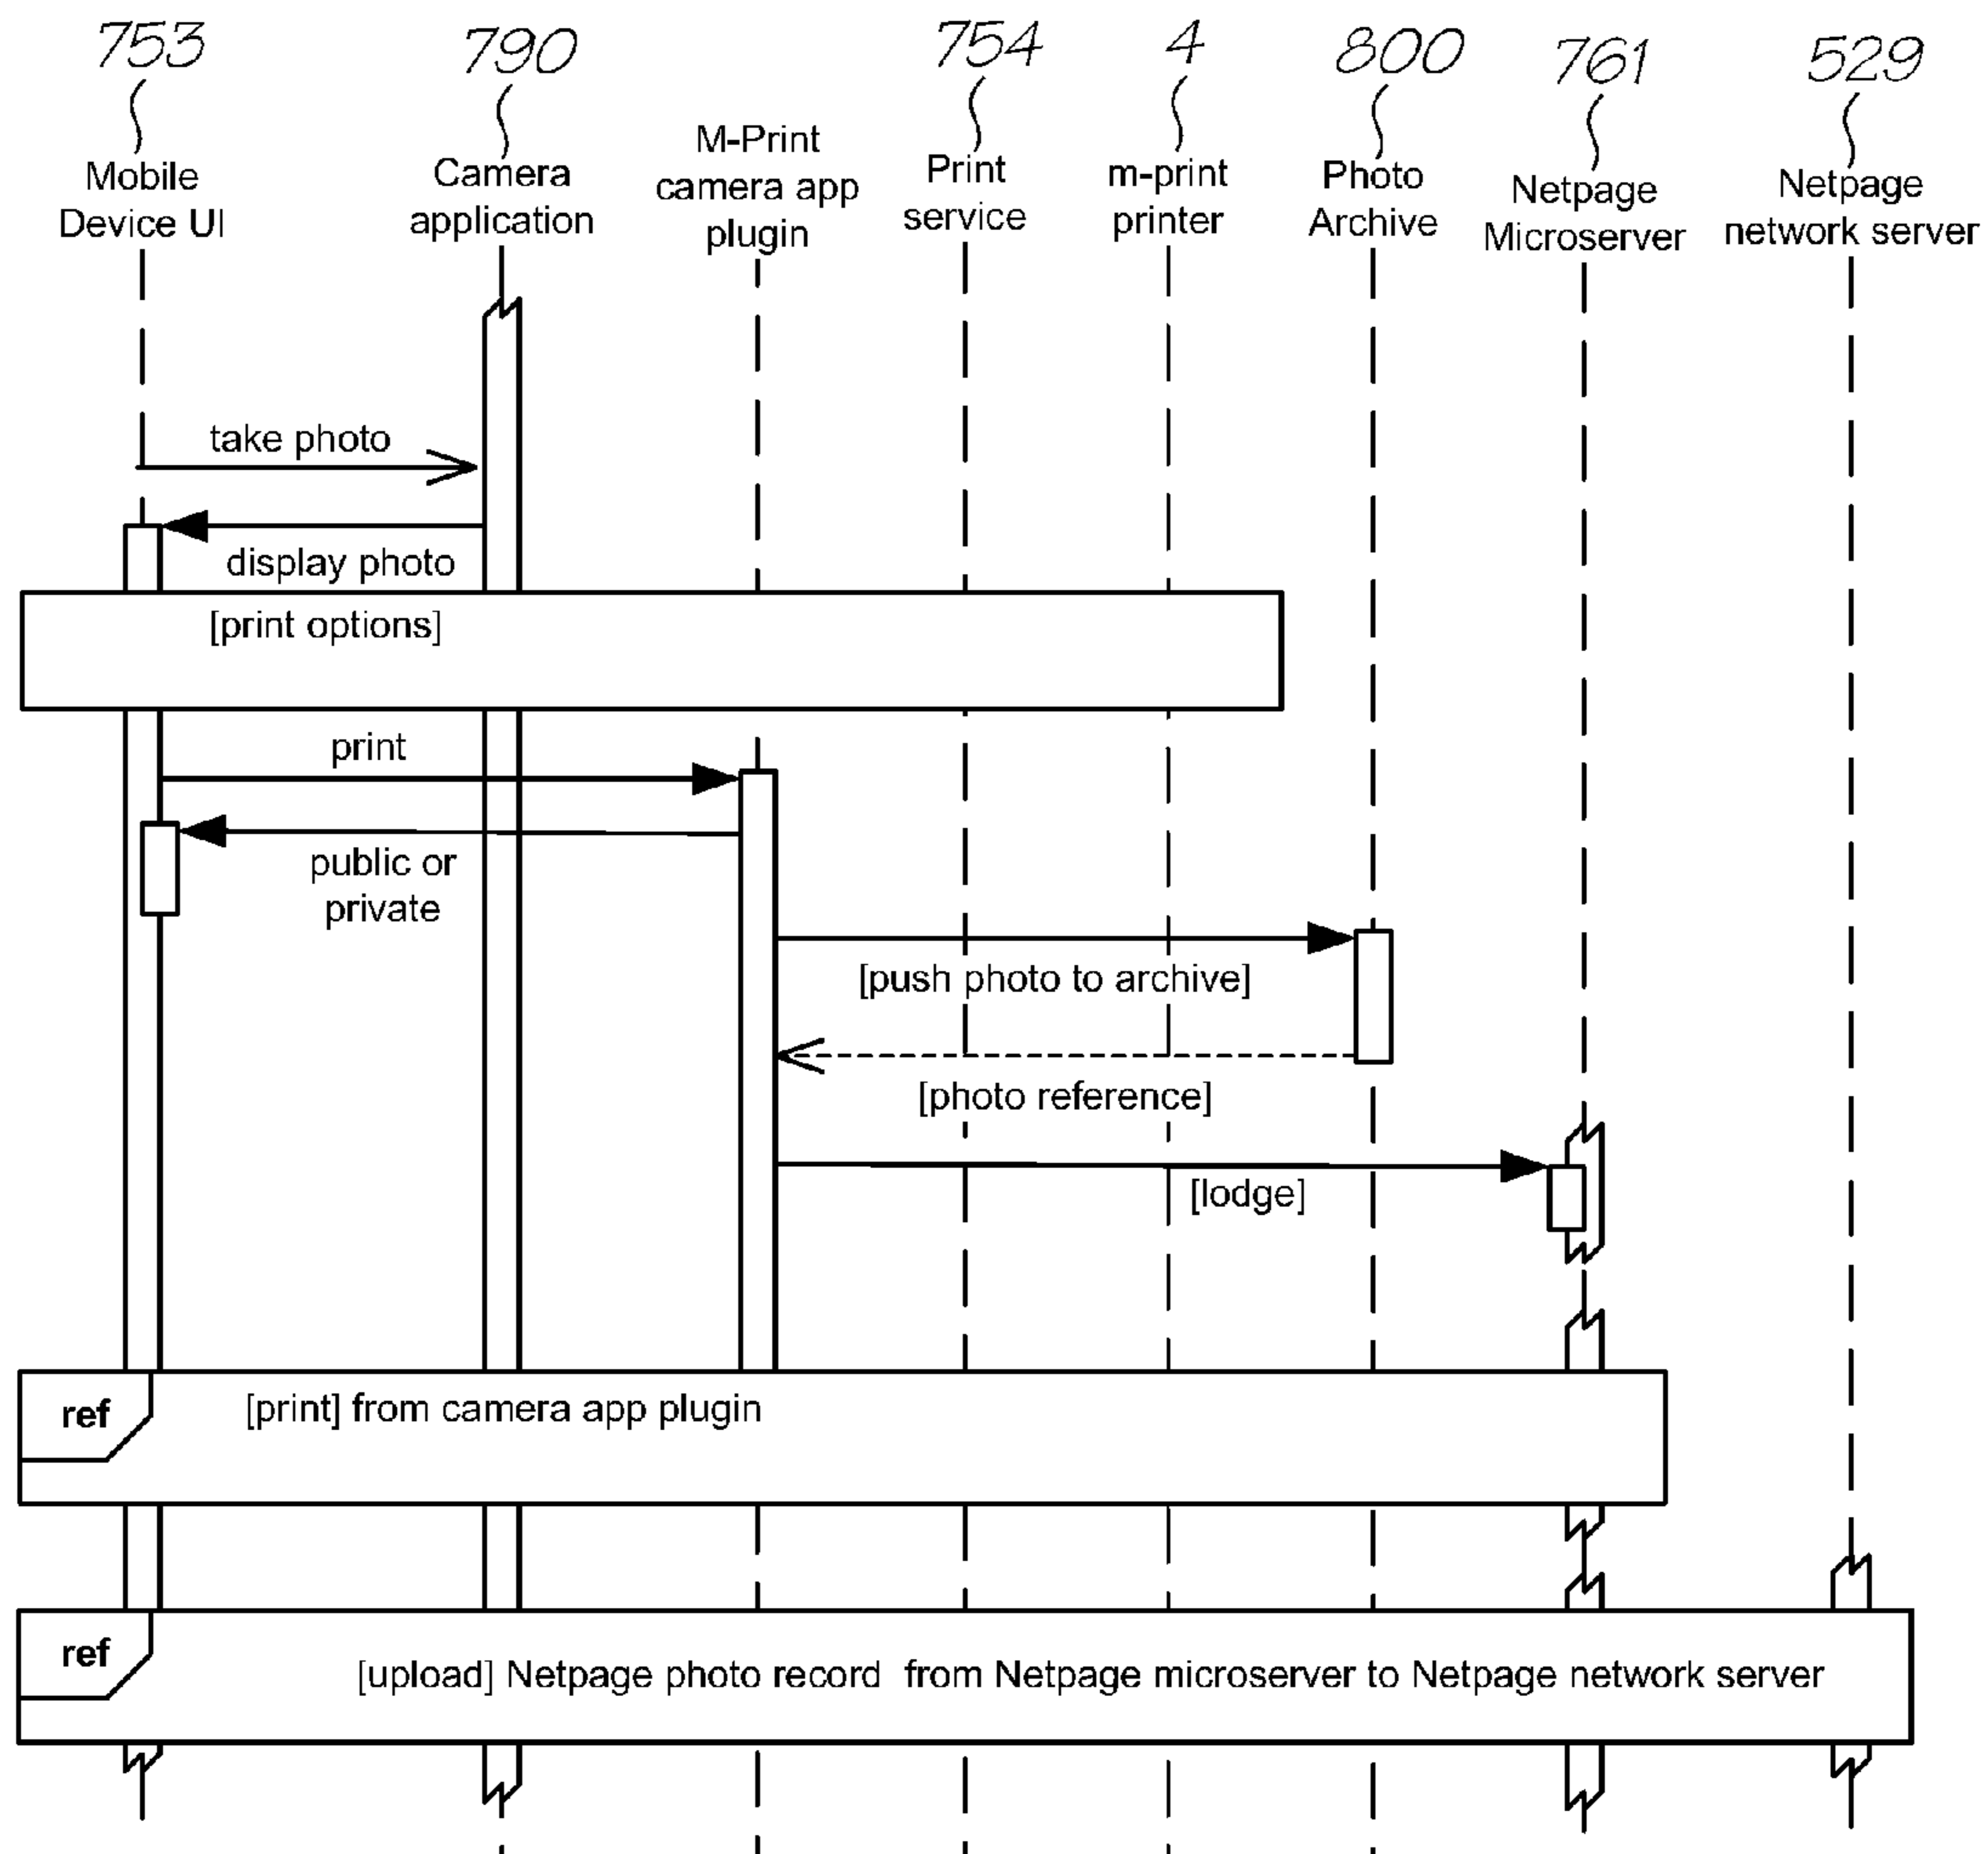 753
790
754
4
800
761
529
Mobile
Device UI
Camera
application
M-Print
camera app
plugin
Print
service
m-print
printer
Photo
Archive
Netpage
Microserver
Netpage
network server
take photo
display photo
[print options]
print
public or
private
[push photo to archive]
[photo reference]
[lodge]
ref
[print] from camera app plugin
ref
[upload] Netpage photo record from Netpage microserver to Netpage network server